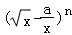 (√x − a/x)ⁿ